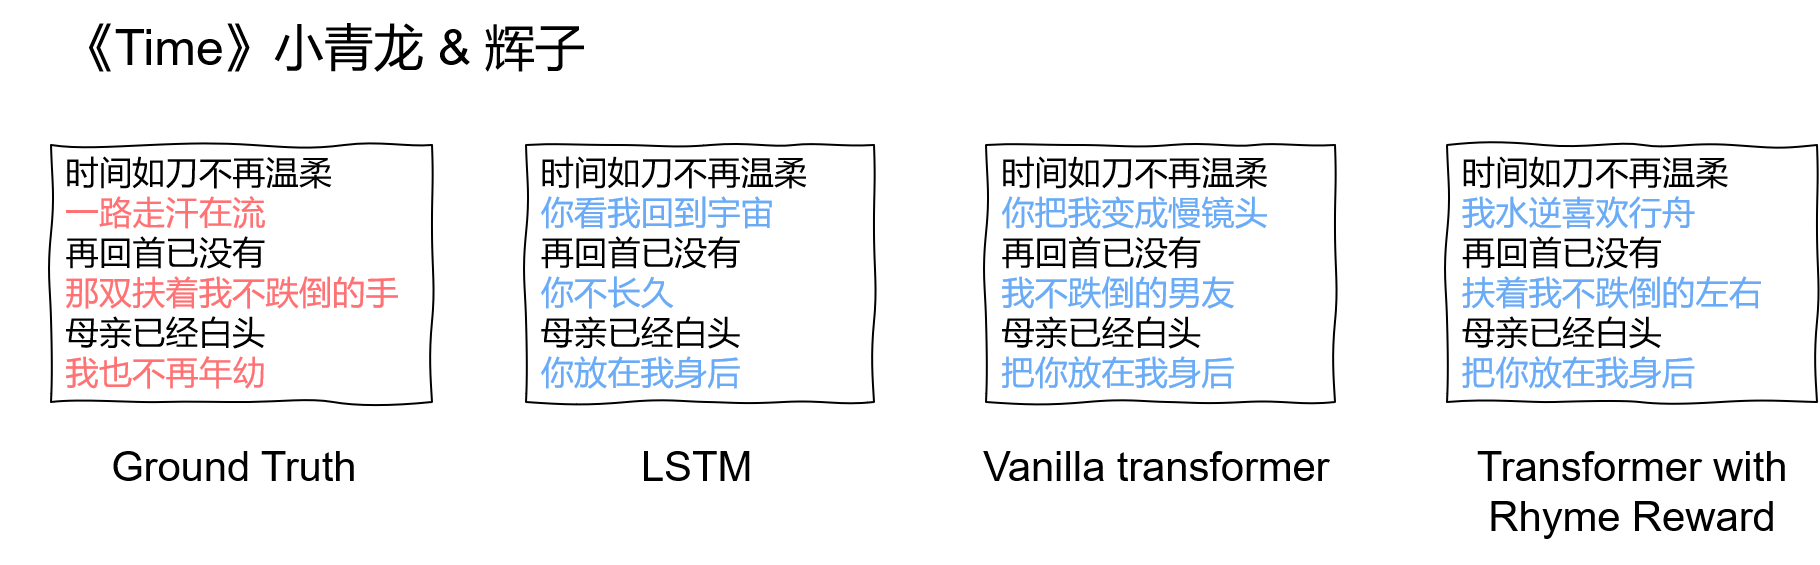 《Time》小青龙 & 辉子
时间如刀不再温柔
一路走汗在流
再回首已没有
那双扶着我不跌倒的手
母亲已经白头
我也不再年幼
Ground Truth
时间如刀不再温柔
你看我回到宇宙
再回首已没有
你不长久
母亲已经白头
你放在我身后
LSTM
时间如刀不再温柔
你把我变成慢镜头
再回首已没有
我不跌倒的男友
母亲已经白头
把你放在我身后
Vanilla transformer
时间如刀不再温柔
我水逆喜欢行舟
再回首已没有
扶着我不跌倒的左右
母亲已经白头
把你放在我身后
Transformer with
Rhyme Reward